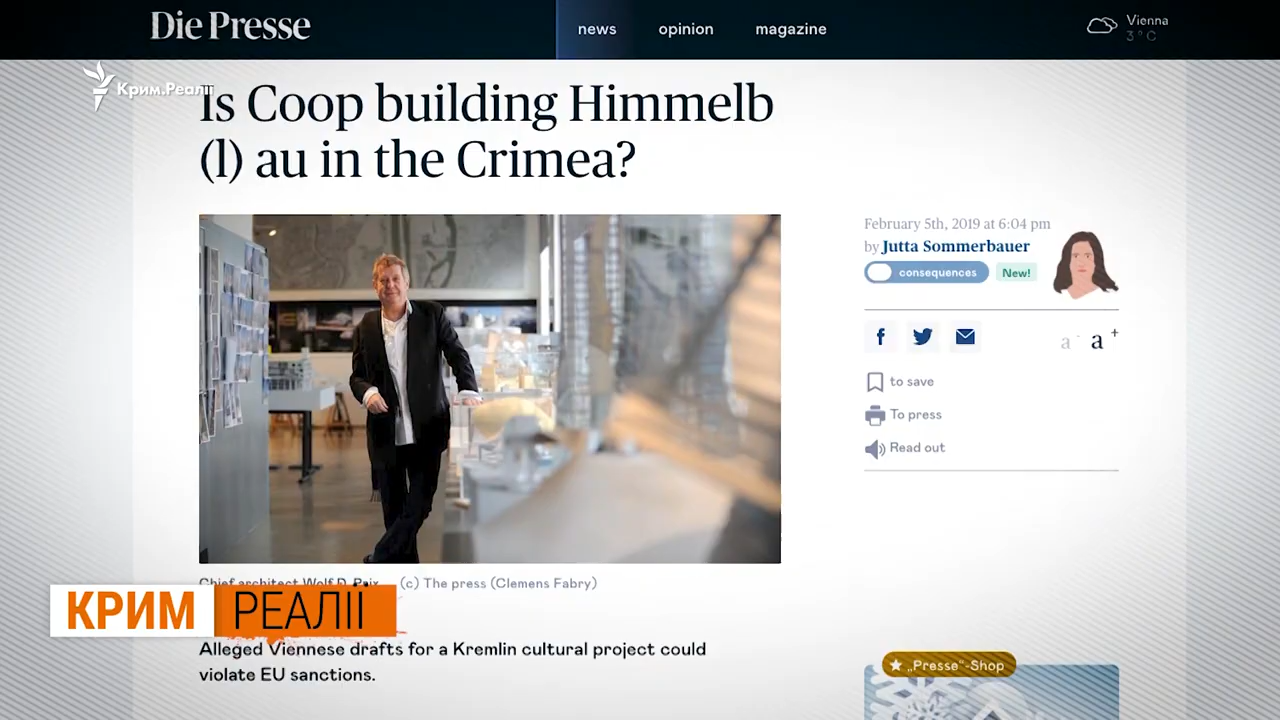 Die Presse
news
opinion
magazine
Vienna
3 ° C
Крим.Реалії
Is Coop building Himmelb
(l) au in the Crimea?
February 5th, 2019 at 6:04 pm
by Jutta Sommerbauer
consequences
New!
a - a +
to save
To press
Read out
Chief architect Wolf D. Prix (c) The press (Clemens Fabry)
КРИМ РЕАЛІЇ
Alleged Viennese drafts for a Kremlin cultural project could
violate EU sanctions.
„Presse“-Shop